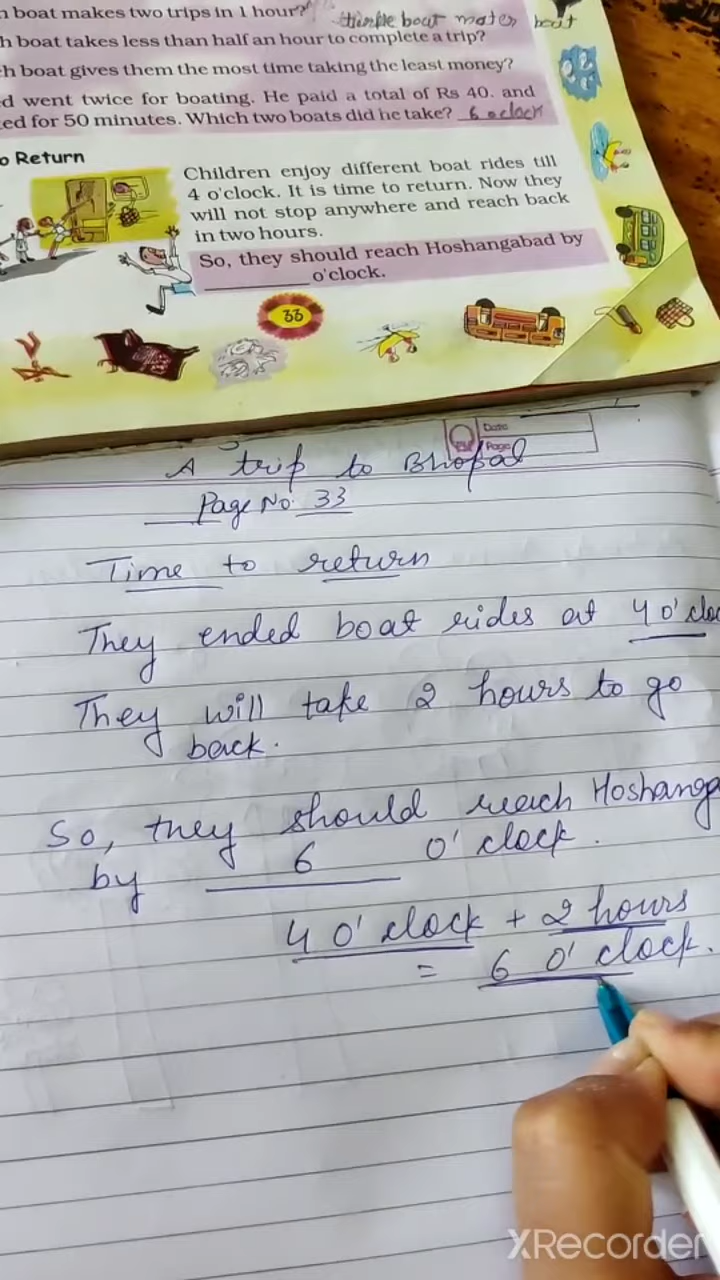 boat makes two trips in 1 hour?
h boat takes less than half an hour to complete a trip?
ch boat gives them the most time taking the least money?
d went twice for boating. He paid a total of Rs 40. and
ed for 50 minutes. Which two boats did he take? 6 oclock
o Return
Children enjoy different boat rides till
4 o'clock. It is time to return. Now they
will not stop anywhere and reach back
in two hours.
So, they should reach Hoshangabad by
o'clock.
33
Date
Page
A trip to Bhopal
Page No. 33
Time to return
They ended boat rides at 4 o'cloc
They will take 2 hours to go
back.
So, they should reach Hoshanga
by 6 O'clock.
4 O'clock + 2 hours
= 6 O'clock.
XRecorder